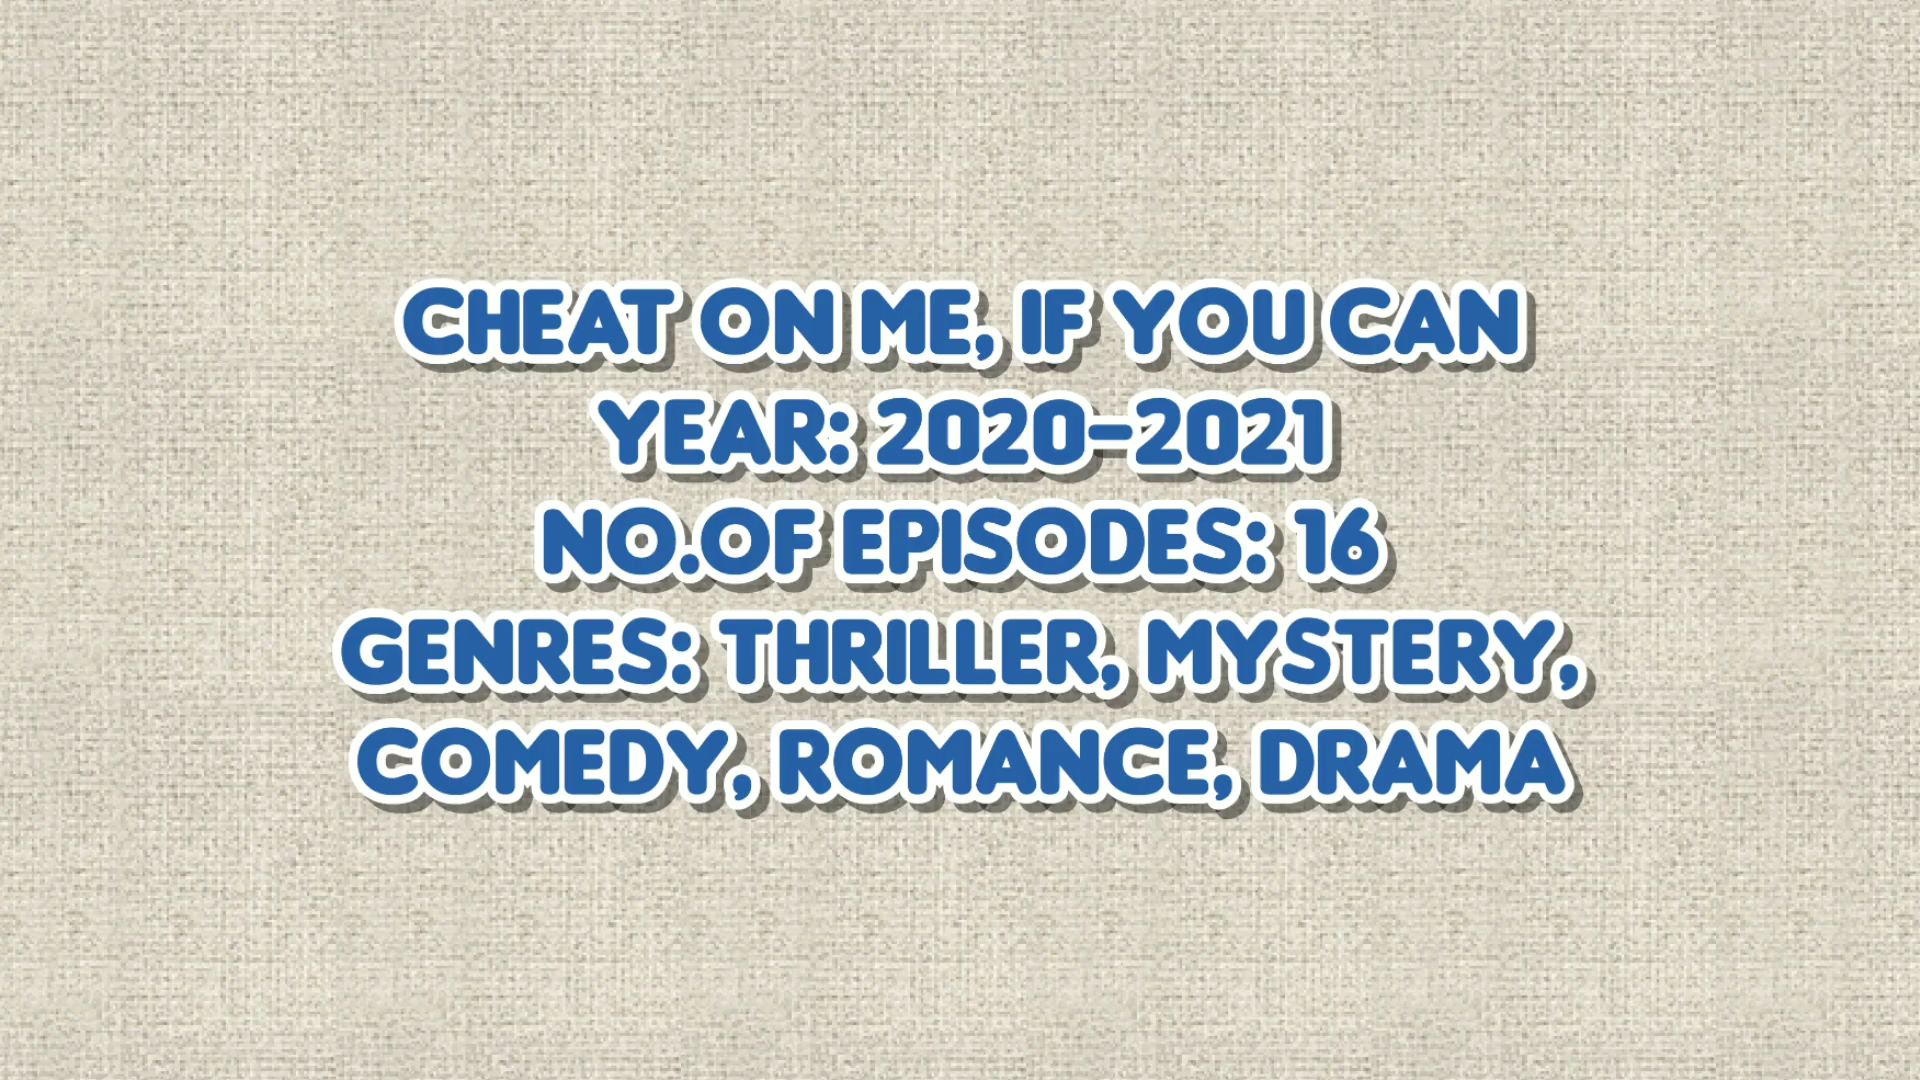 CHEAT ON ME, IF YOU CAN
YEAR: 2020-2021
NO.OF EPISODES: 16
GENRES: THRILLER, MYSTERY,
COMEDY, ROMANCE, DRAMA